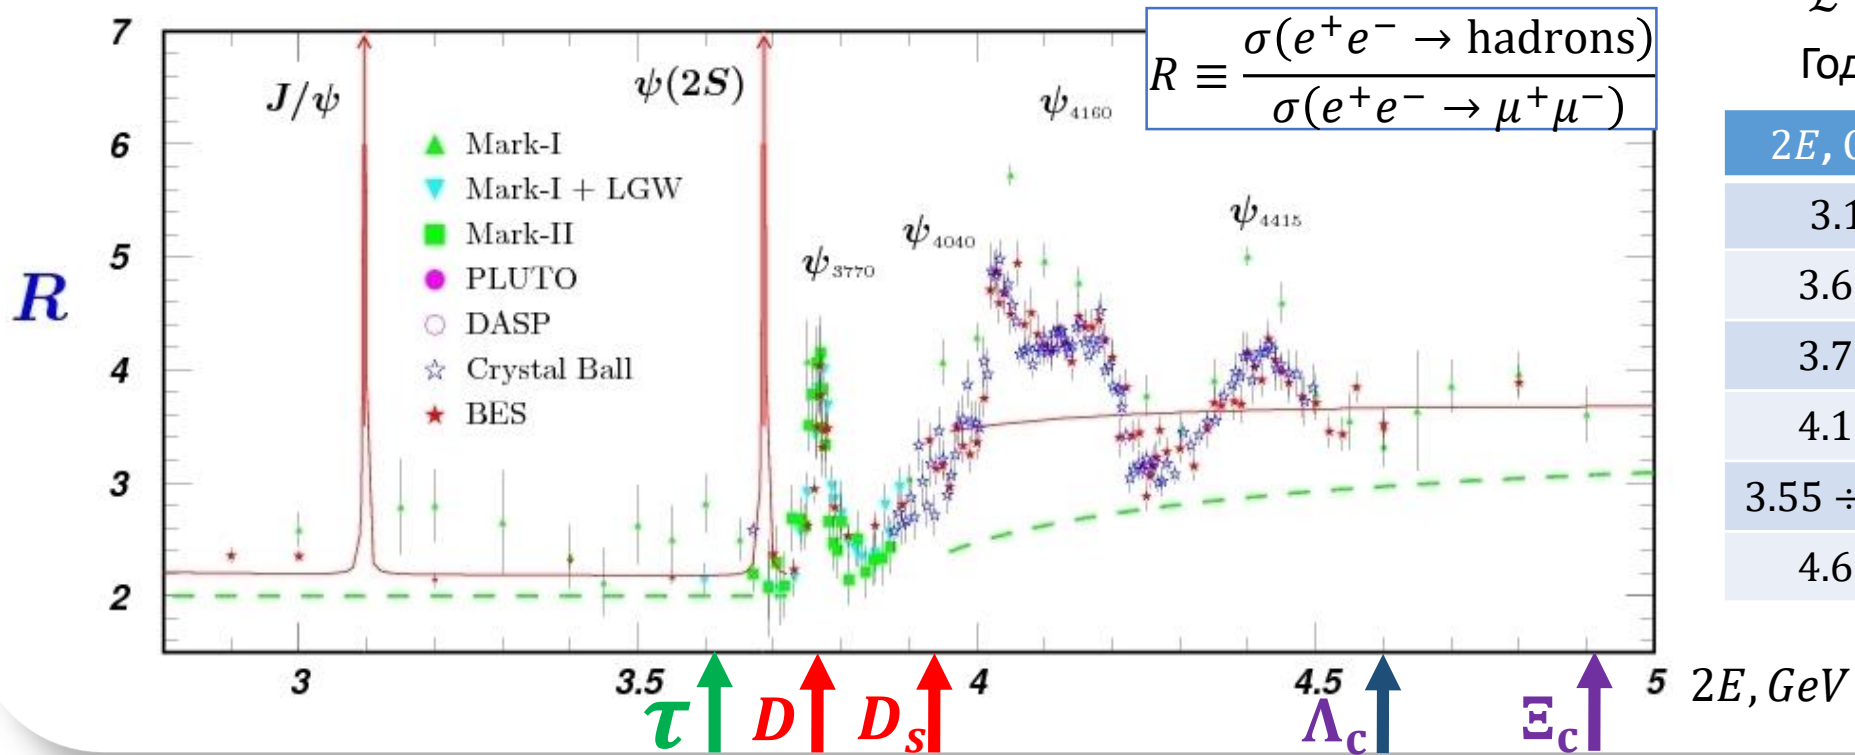 7
6
5
4
3
2
R
J/ψ
ψ(2S)
Mark-I
Mark-I + LGW
Mark-II
PLUTO
DASP
Crystal Ball
BES
ψ₃₇₇₀
ψ₄₀₄₀
ψ₄₁₆₀
ψ₄₄₁₅
R ≡ σ(e⁺e⁻ → hadrons)
σ(e⁺e⁻ → μ⁺μ⁻)
3 3.5 4 4.5 5 2E, GeV
τ D Dₛ Λc Ξc
ℒ
Год
2E,
3.1
3.6
3.7
4.1
3.55 ÷
4.6